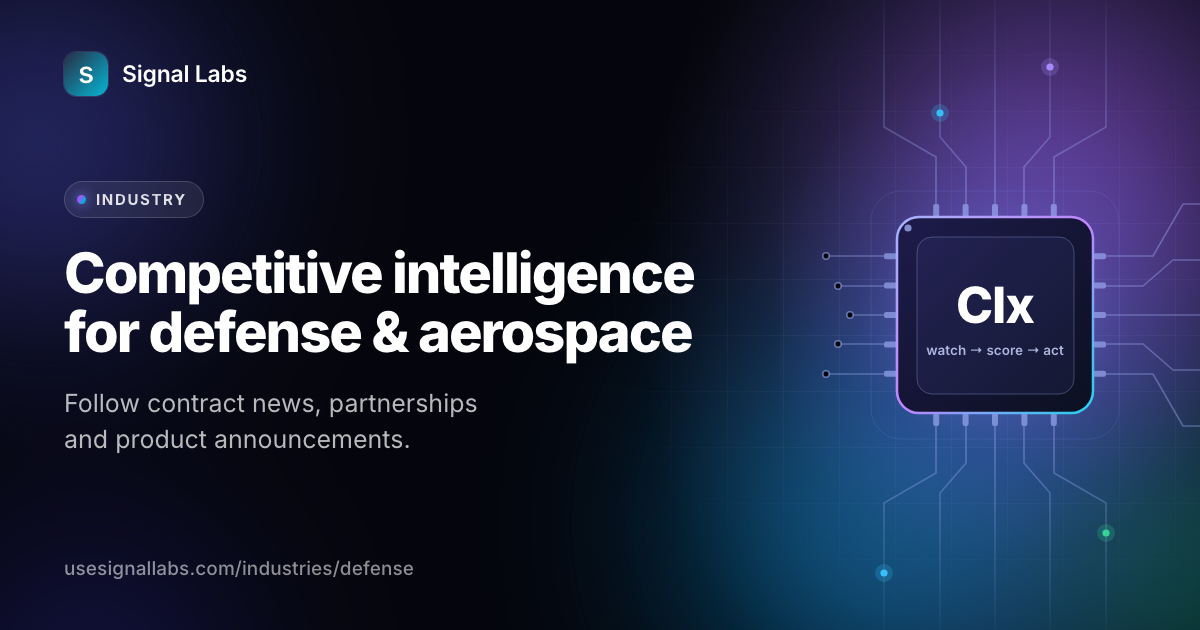 S
Signal Labs
INDUSTRY
Competitive intelligence
for defense & aerospace
Follow contract news, partnerships
and product announcements.
CIx
watch → score → act
usesignallabs.com/industries/defense